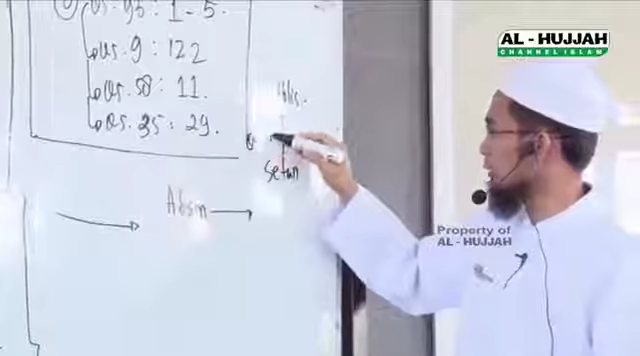 Qs. 95 : 1 - 5.
Qs. 9 : 122
Qs. 58 : 11.
Qs. 35 : 29.
Iblis.
Setan
AL - HUJJAH
CHANNEL ISLAM
Property of
AL - HUJJAH